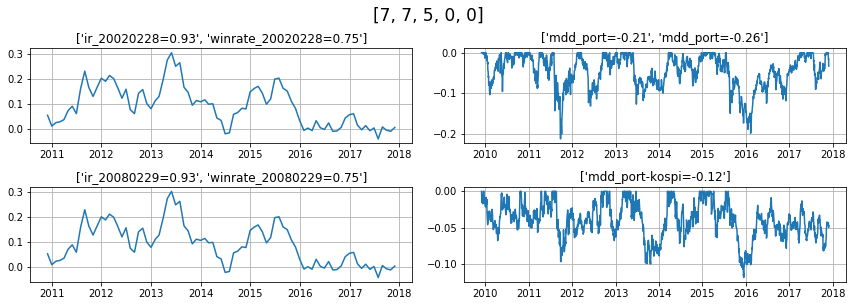 [7, 7, 5, 0, 0]
['ir_20020228=0.93', 'winrate_20020228=0.75']
0.3
0.2
0.1
0.0
2011 2012 2013 2014 2015 2016 2017 2018
['mdd_port=-0.21', 'mdd_port=-0.26']
0.0
−0.1
−0.2
2010 2011 2012 2013 2014 2015 2016 2017 2018
['ir_20080229=0.93', 'winrate_20080229=0.75']
0.3
0.2
0.1
0.0
2011 2012 2013 2014 2015 2016 2017 2018
['mdd_port-kospi=-0.12']
0.00
−0.05
−0.10
2010 2011 2012 2013 2014 2015 2016 2017 2018